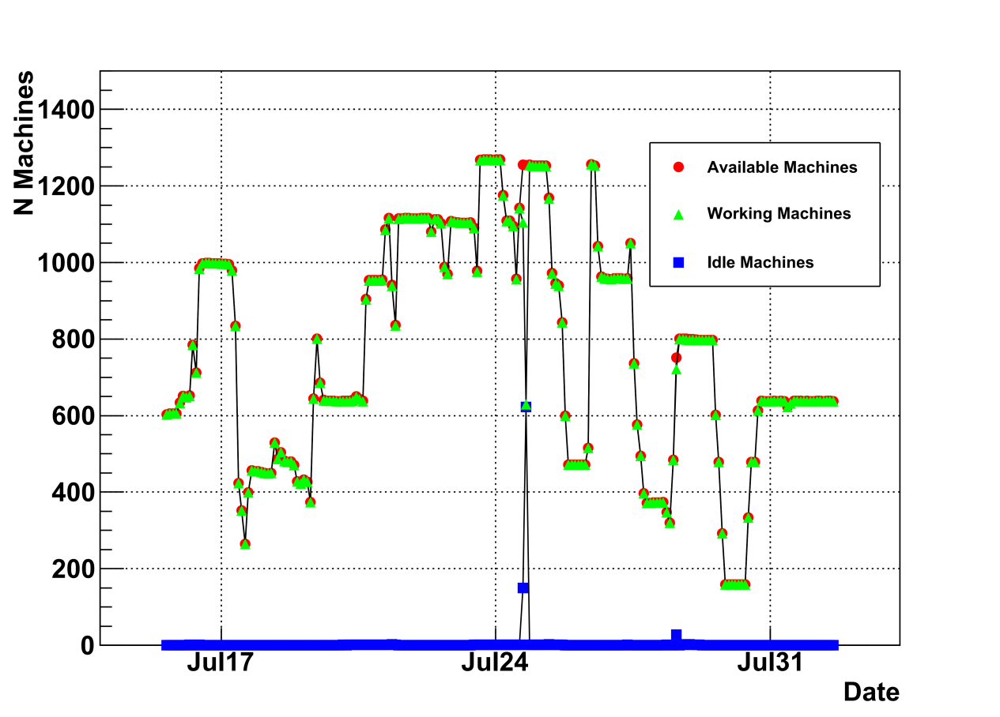 N Machines
1400
1200
1000
800
600
400
200
0
Available Machines
Working Machines
Idle Machines
Jul17
Jul24
Jul31
Date